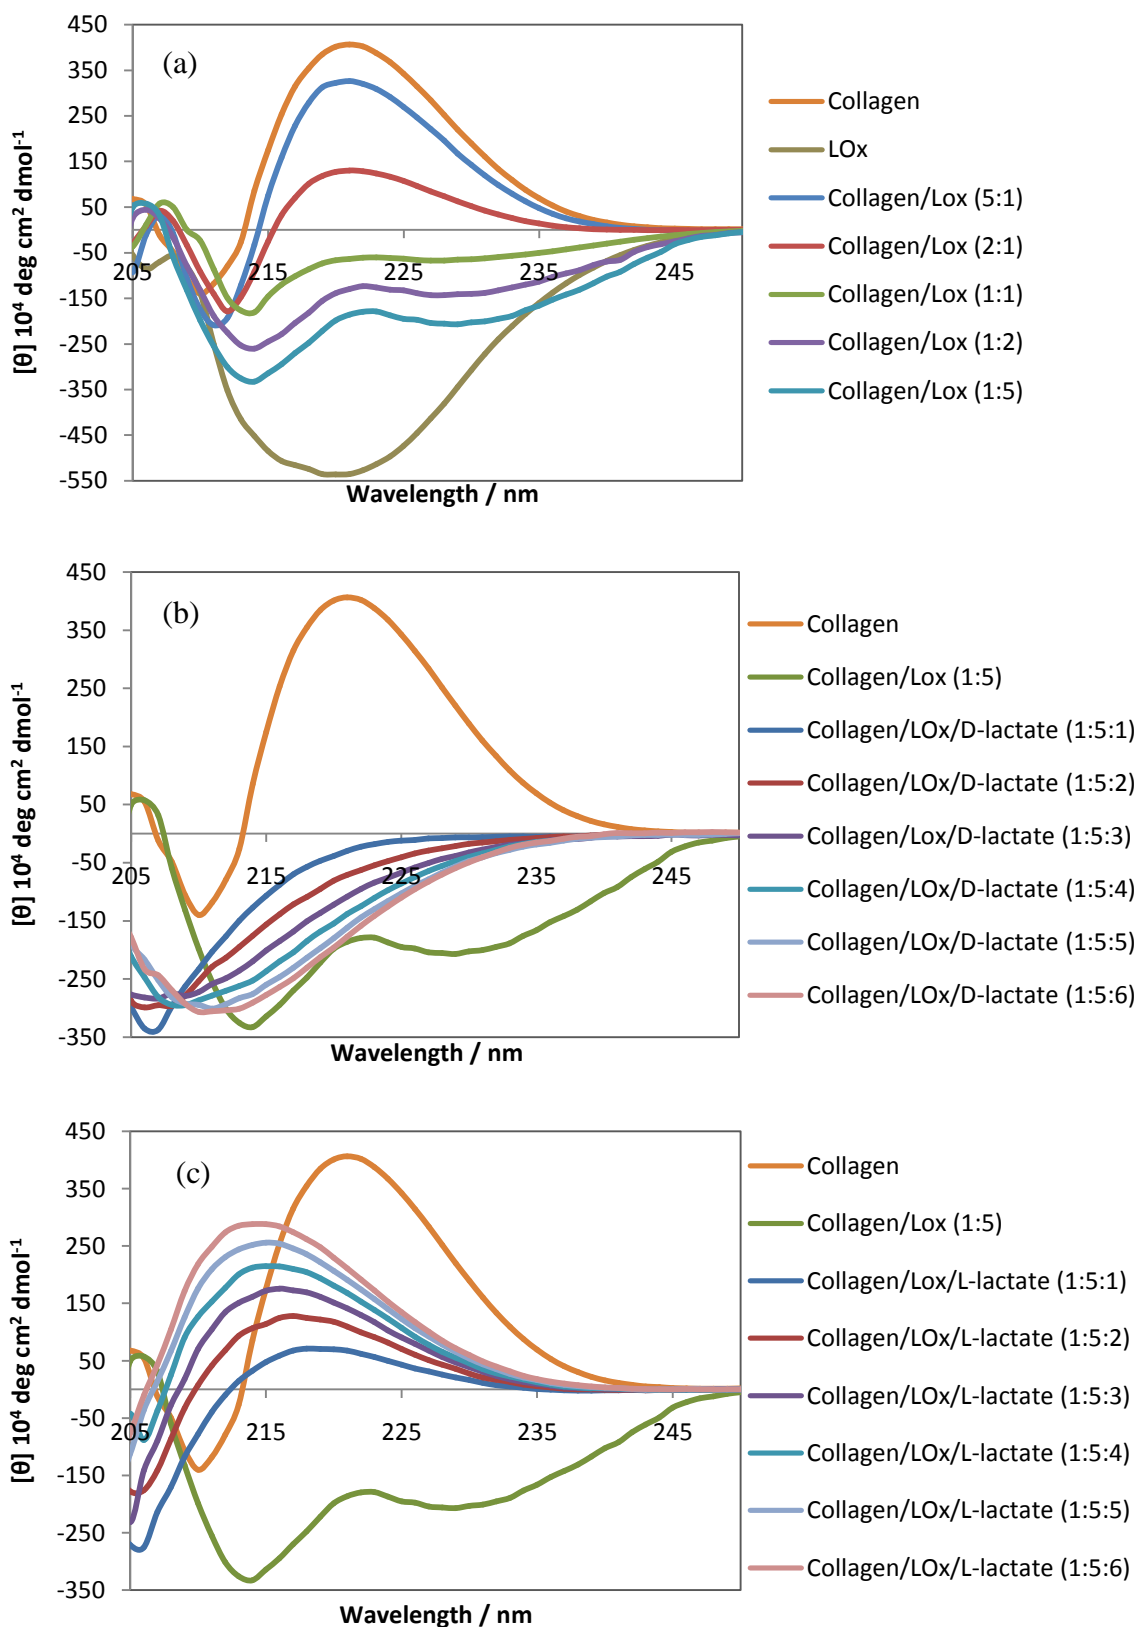 (a)
450
350
250
150
50
-50
-150
-250
-350
-450
-550
205
215
225
235
245
[θ] 10⁴ deg cm² dmol⁻¹
Wavelength / nm
Collagen
LOx
Collagen/Lox (5:1)
Collagen/Lox (2:1)
Collagen/Lox (1:1)
Collagen/Lox (1:2)
Collagen/Lox (1:5)
(b)
450
350
250
150
50
-50
-150
-250
-350
205
215
225
235
245
[θ] 10⁴ deg cm² dmol⁻¹
Wavelength / nm
Collagen
Collagen/Lox (1:5)
Collagen/LOx/D-lactate (1:5:1)
Collagen/LOx/D-lactate (1:5:2)
Collagen/Lox/D-lactate (1:5:3)
Collagen/LOx/D-lactate (1:5:4)
Collagen/LOx/D-lactate (1:5:5)
Collagen/LOx/D-lactate (1:5:6)
(c)
450
350
250
150
50
-50
-150
-250
-350
205
215
225
235
245
[θ] 10⁴ deg cm² dmol⁻¹
Wavelength / nm
Collagen
Collagen/Lox (1:5)
Collagen/Lox/L-lactate (1:5:1)
Collagen/LOx/L-lactate (1:5:2)
Collagen/LOx/L-lactate (1:5:3)
Collagen/LOx/L-lactate (1:5:4)
Collagen/LOx/L-lactate (1:5:5)
Collagen/LOx/L-lactate (1:5:6)